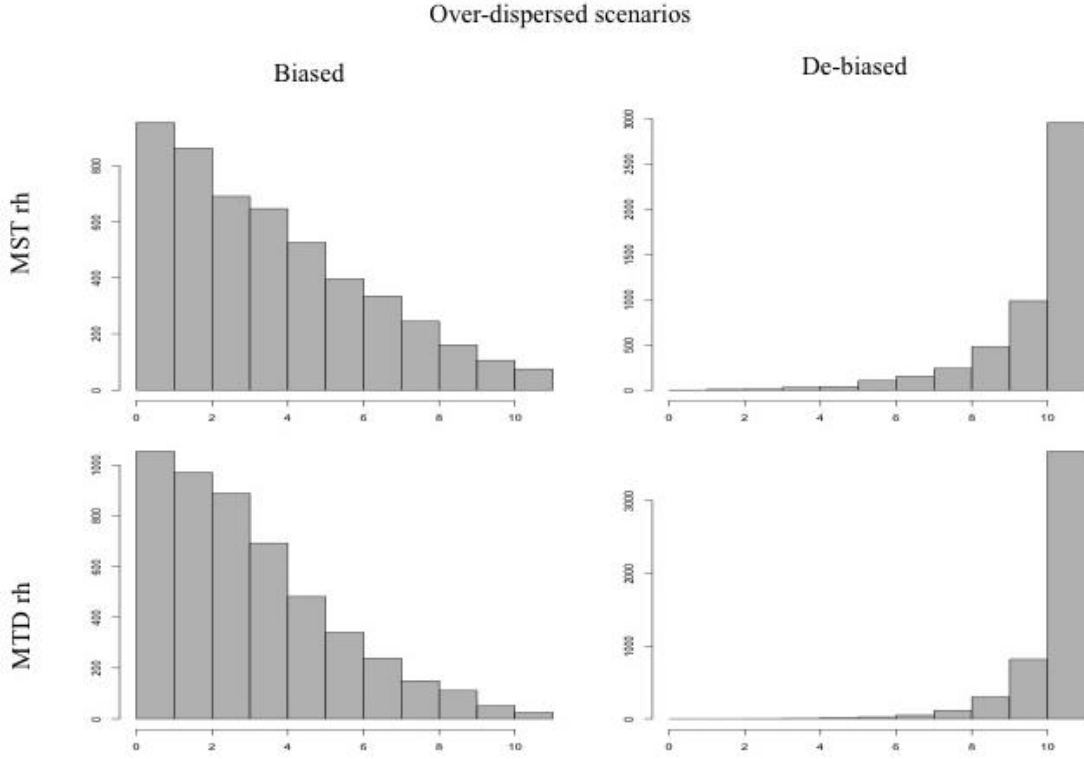 Over-dispersed scenarios
Biased
De-biased
MST rh
0 200 400 600 800
0 2 4 6 8 10
0 500 1000 1500 2000 2500 3000
0 2 4 6 8 10
MTD rh
0 200 400 600 800 1000
0 2 4 6 8 10
0 1000 2000 3000
0 2 4 6 8 10